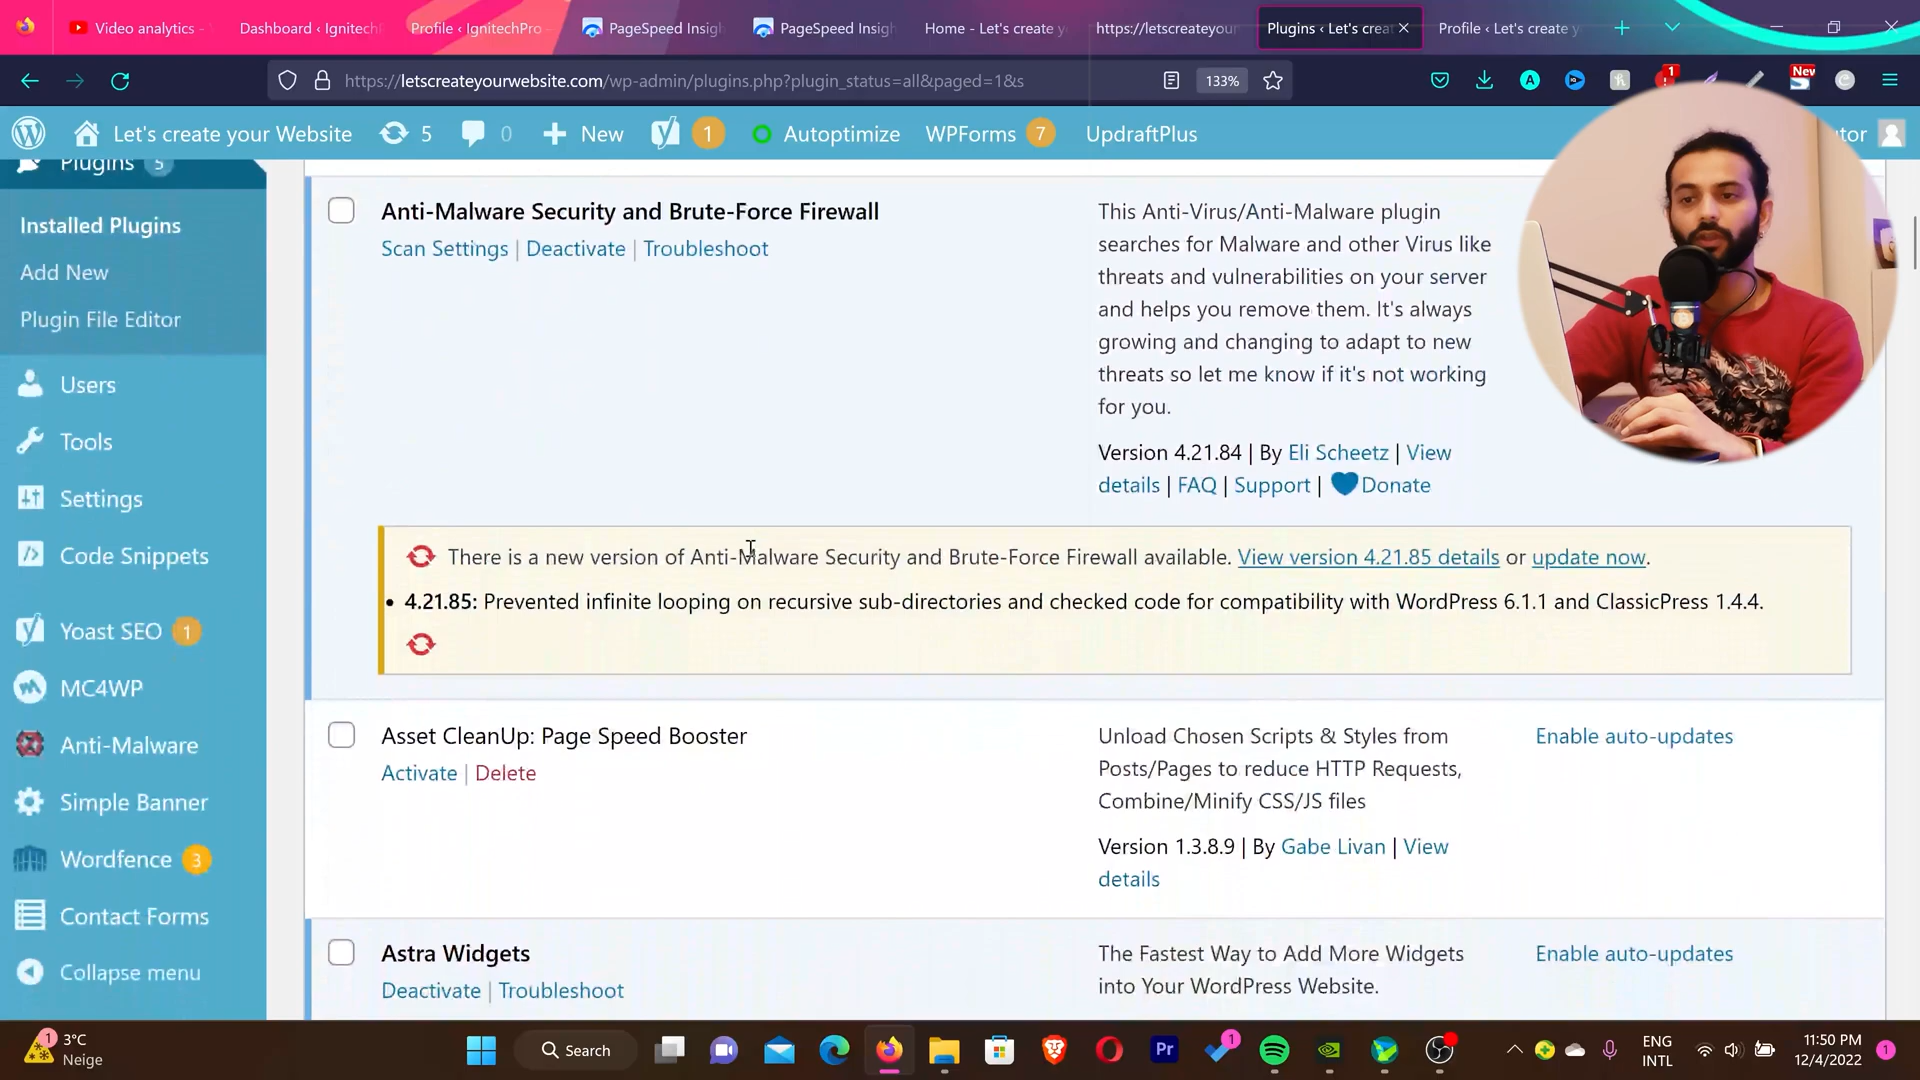 Video analytics -
Dashboard ‹ Ignitech
Profile ‹ IgnitechPro -
PageSpeed Insig
PageSpeed Insig
Home - Let's create y
https://letscreateyour
Plugins ‹ Let's creat
Profile ‹ Let's create y
https://letscreateyourwebsite.com/wp-admin/plugins.php?plugin_status=all&paged=1&s
133%
1
New
Let's create your Website
5
0
New
1
Autoptimize
WPForms 7
UpdraftPlus
tor
Plugins 5
Installed Plugins
Add New
Plugin File Editor
Users
Tools
Settings
Code Snippets
Yoast SEO 1
MC4WP
Anti-Malware
Simple Banner
Wordfence 3
Contact Forms
Collapse menu
Anti-Malware Security and Brute-Force Firewall
Scan Settings | Deactivate | Troubleshoot
This Anti-Virus/Anti-Malware plugin
searches for Malware and other Virus like
threats and vulnerabilities on your server
and helps you remove them. It's always
growing and changing to adapt to new
threats so let me know if it's not working
for you.
Version 4.21.84 | By Eli Scheetz | View
details | FAQ | Support | Donate
There is a new version of Anti-Malware Security and Brute-Force Firewall available. View version 4.21.85 details or update now.
• 4.21.85: Prevented infinite looping on recursive sub-directories and checked code for compatibility with WordPress 6.1.1 and ClassicPress 1.4.4.
Asset CleanUp: Page Speed Booster
Activate | Delete
Unload Chosen Scripts & Styles from
Posts/Pages to reduce HTTP Requests,
Combine/Minify CSS/JS files
Version 1.3.8.9 | By Gabe Livan | View
details
Enable auto-updates
Astra Widgets
Deactivate | Troubleshoot
The Fastest Way to Add More Widgets
into Your WordPress Website.
Enable auto-updates
1
3°C
Neige
Search
Pr
1
ENG
INTL
11:50 PM
12/4/2022
1